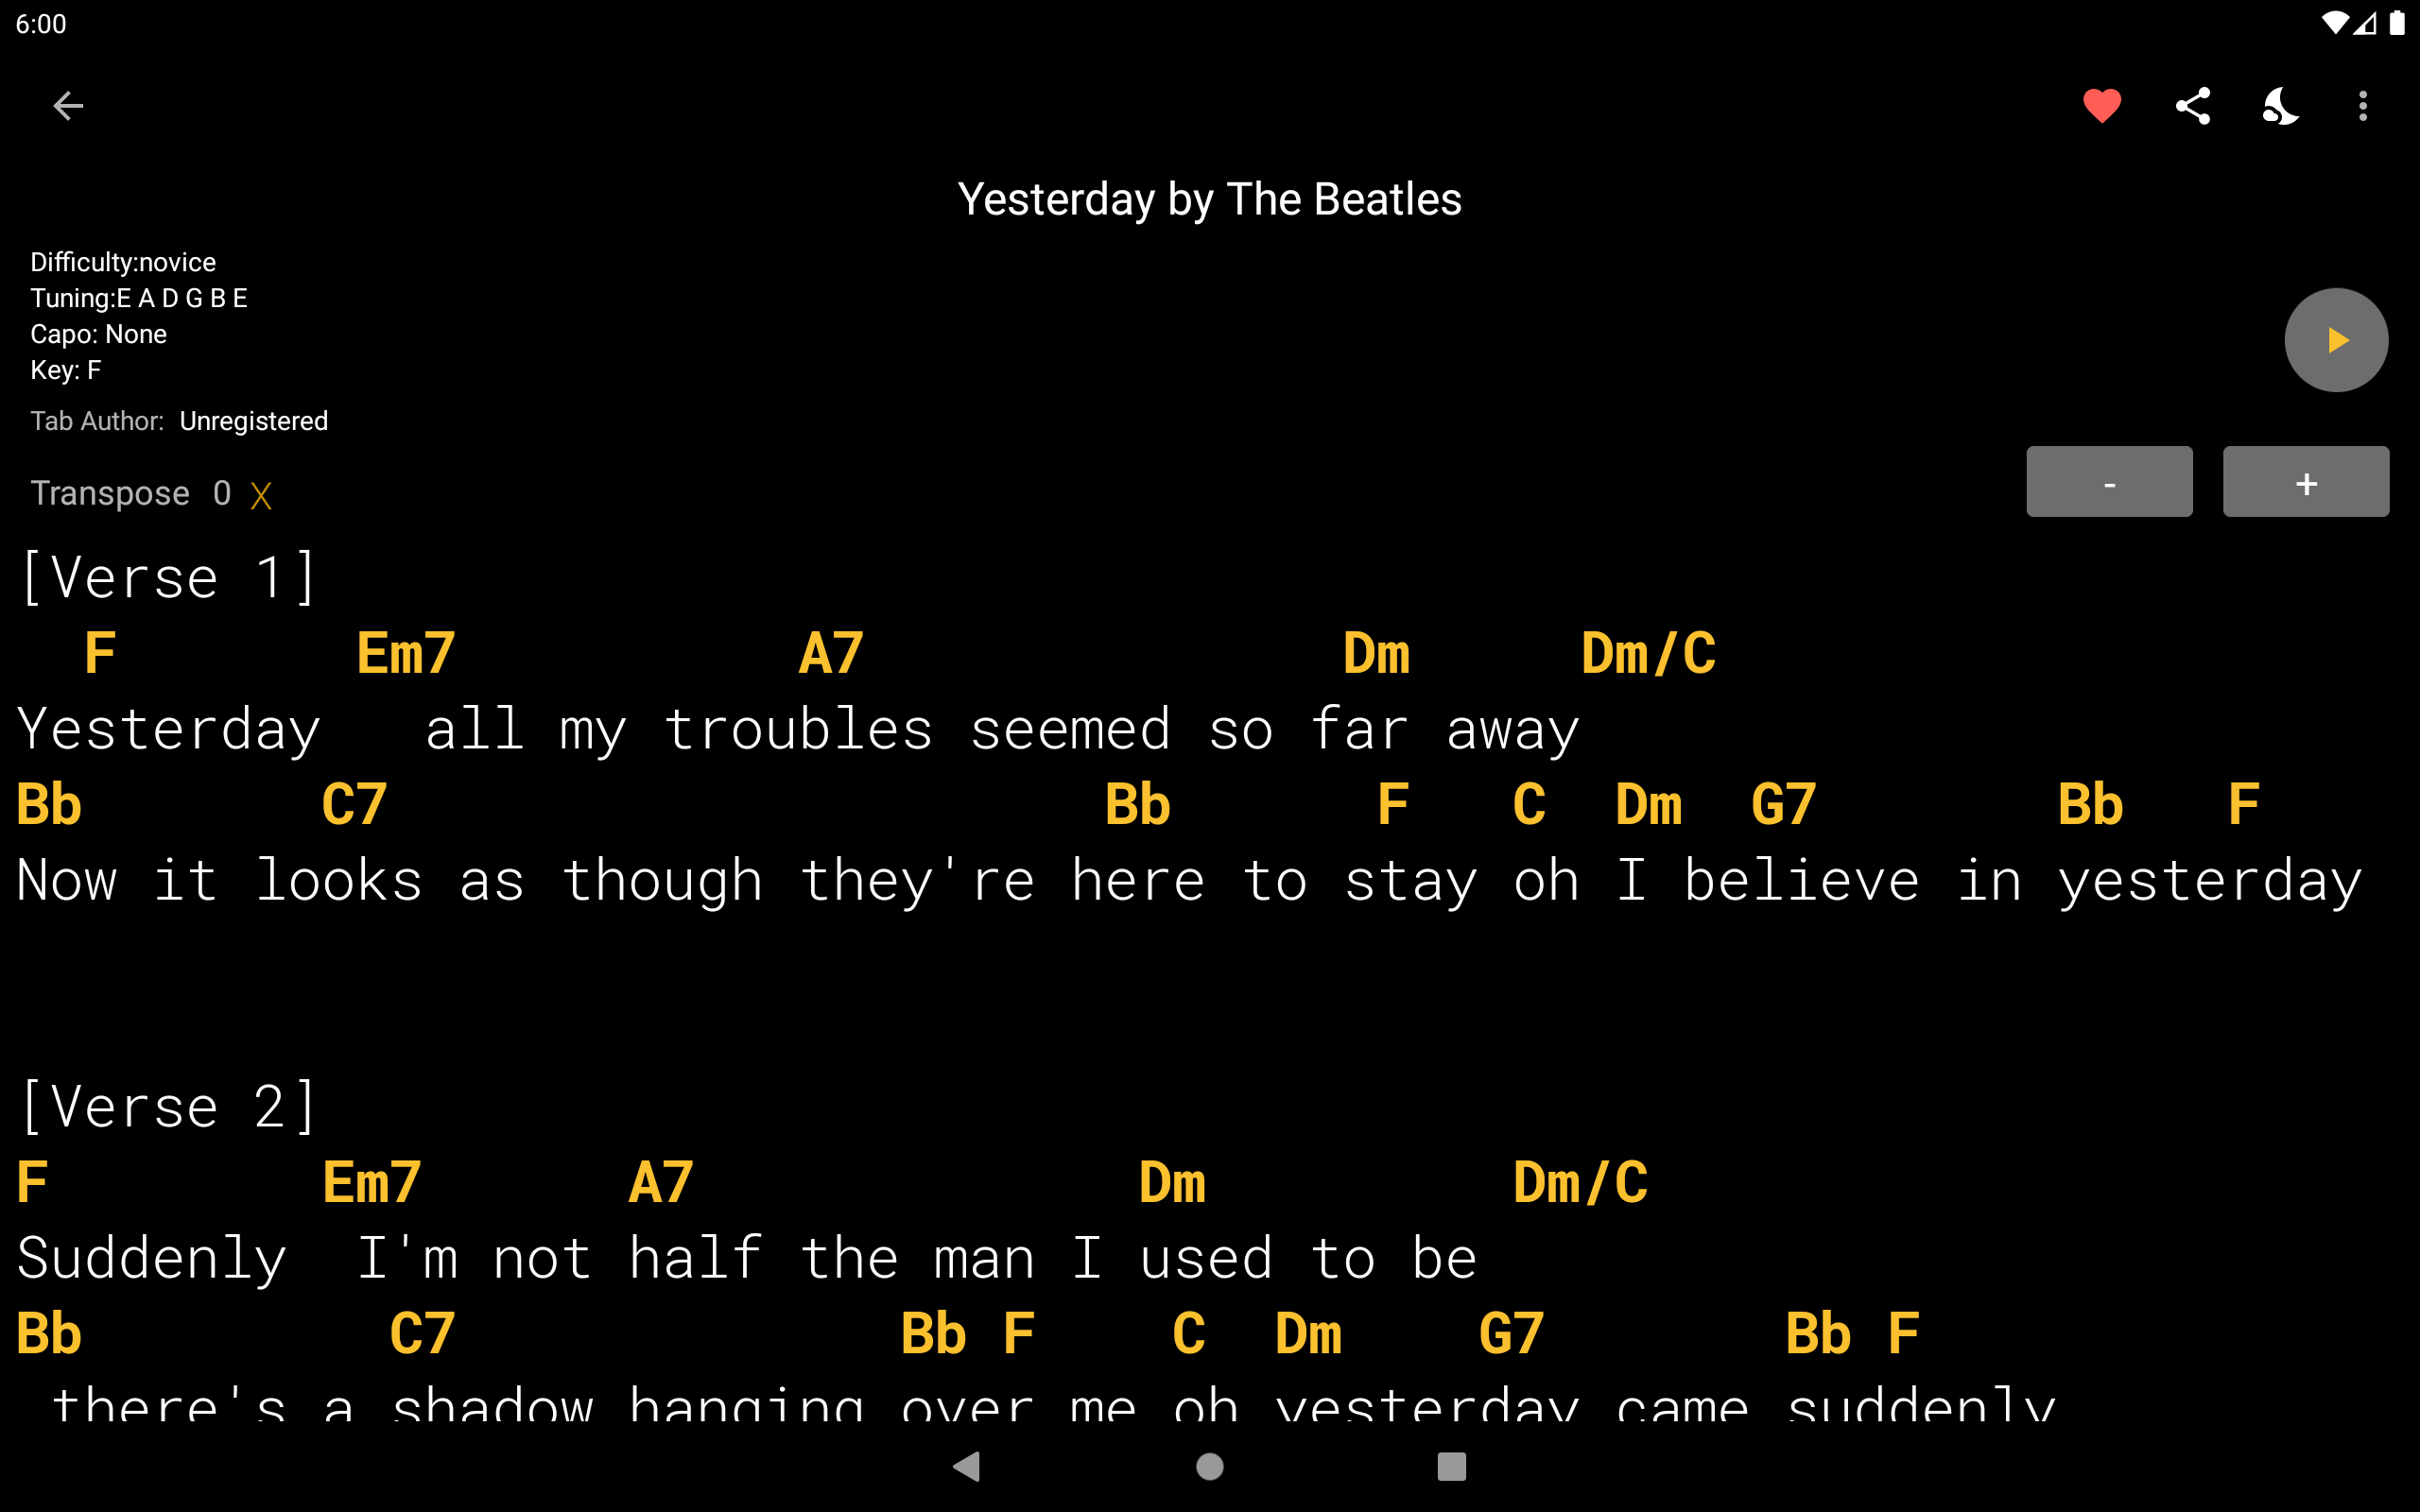 6:00
Yesterday by The Beatles
Difficulty:novice
Tuning:E A D G B E
Capo: None
Key: F
Tab Author: Unregistered
Transpose 0 X
- +
[Verse 1]
F Em7 A7 Dm Dm/C
Yesterday all my troubles seemed so far away
Bb C7 Bb F C Dm G7 Bb F
Now it looks as though they're here to stay oh I believe in yesterday
[Verse 2]
F Em7 A7 Dm Dm/C
Suddenly I'm not half the man I used to be
Bb C7 Bb F C Dm G7 Bb F
there's a shadow hanging over me oh yesterday came suddenly